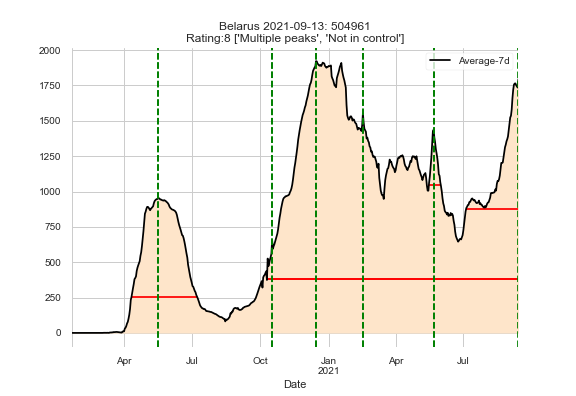 Belarus 2021-09-13: 504961
Rating:8 ['Multiple peaks', 'Not in control']
Average-7d
2000
1750
1500
1250
1000
750
500
250
0
Apr Jul Oct Jan Apr Jul
2021
Date